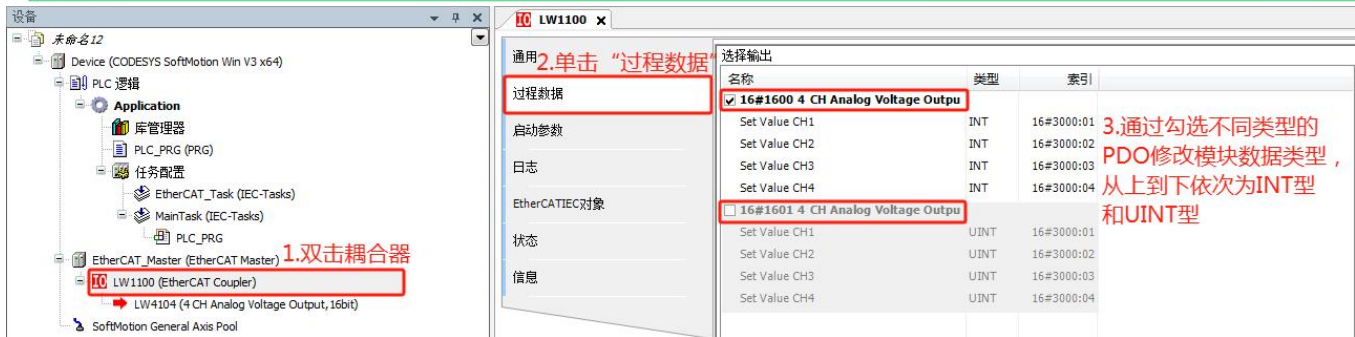 设备
未命名12
Device (CODESYS SoftMotion Win V3 x64)
PLC 逻辑
Application
库管理器
PLC_PRG (PRG)
任务配置
EtherCAT_Task (IEC-Tasks)
MainTask (IEC-Tasks)
PLC_PRG
EtherCAT_Master (EtherCAT Master)
1.双击耦合器
LW1100 (EtherCAT Coupler)
LW4104 (4 CH Analog Voltage Output,16bit)
SoftMotion General Axis Pool
LW1100
通用
2.单击“过程数据”
过程数据
启动参数
日志
EtherCATIEC对象
状态
信息
选择输出
名称 类型 索引
16#1600 4 CH Analog Voltage Outpu
Set Value CH1 INT 16#3000:01
Set Value CH2 INT 16#3000:02
Set Value CH3 INT 16#3000:03
Set Value CH4 INT 16#3000:04
16#1601 4 CH Analog Voltage Outpu
Set Value CH1 UINT 16#3000:01
Set Value CH2 UINT 16#3000:02
Set Value CH3 UINT 16#3000:03
Set Value CH4 UINT 16#3000:04
3.通过勾选不同类型的
PDO修改模块数据类型，
从上到下依次为INT型
和UINT型